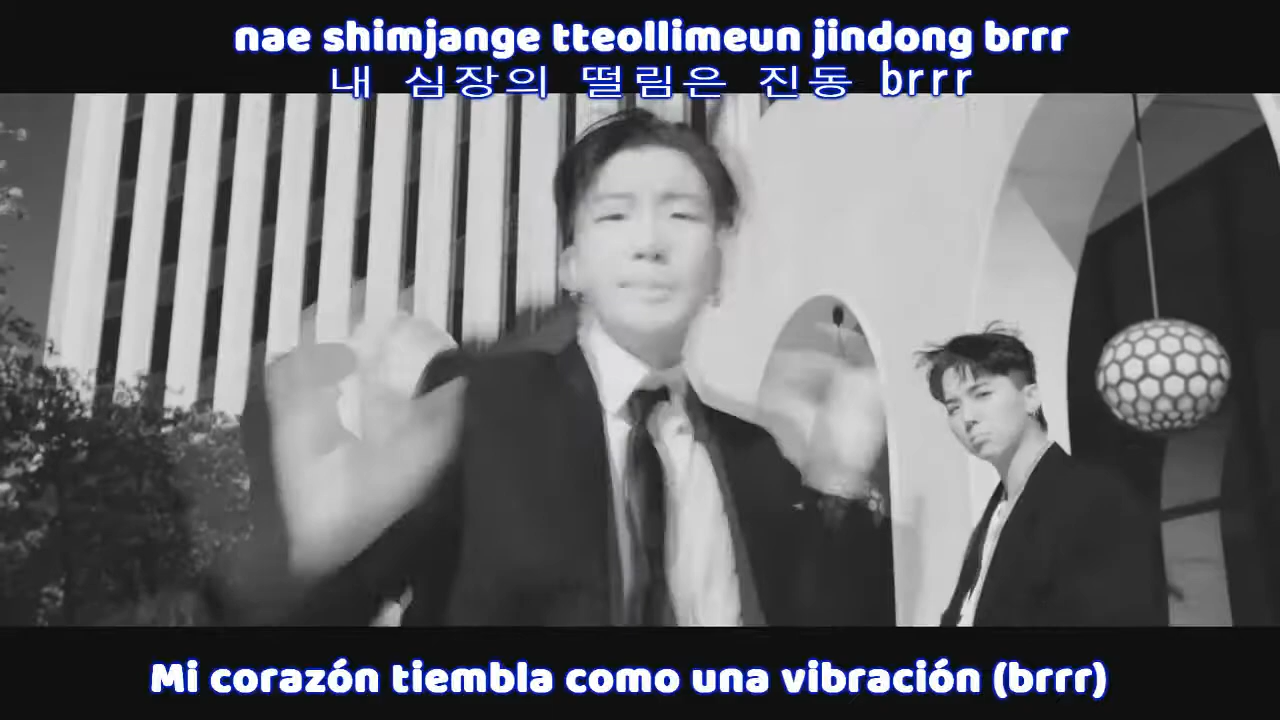 nae shimjange tteollimeun jindong brrr
내 심장의 떨림은 진동 brrr
Mi corazón tiembla como una vibración (brrr)